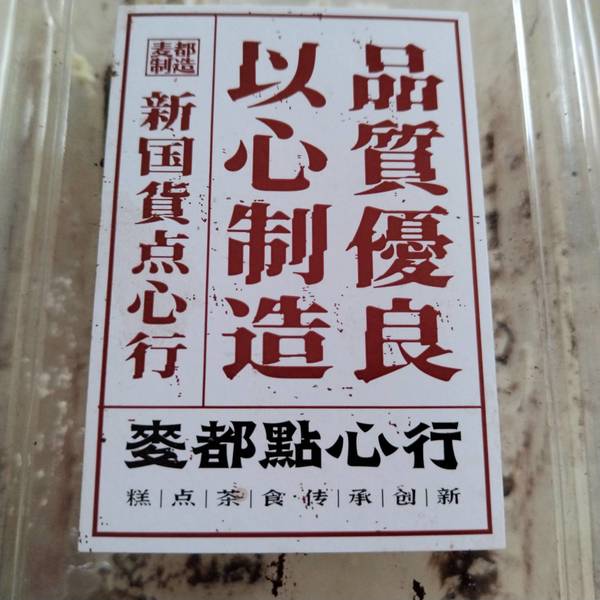 品質優良
以心制造
麦都
制造
新国貨点心行
麥都點心行
糕|点|茶|食·传|承|创|新